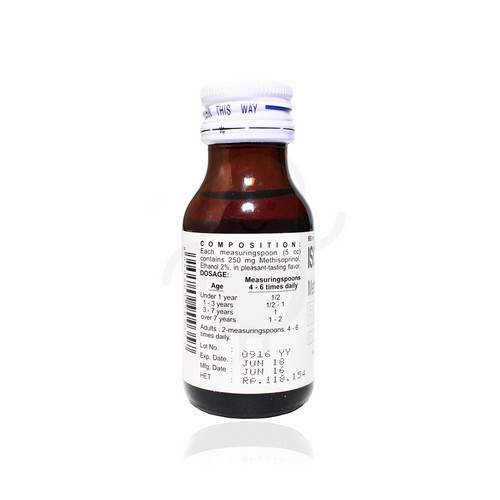 THIS WAY
COMPOSITION:
Each measuringspoon (5 cc)
contains 250 mg Methisoprinol,
Ethanol 2%, in pleasant-tasting flavor.
DOSAGE:
Age Measuringspoons
4 - 6 times daily
Under 1 year 1/2
1 - 3 years 1/2 - 1
3 - 7 years 1
over 7 years 1 - 2
Adults : 2-measuringspoons, 4 - 6
times daily.
Lot No. : 0916 YY
Exp. Date : JUN 18
Mfg. Date : JUN 16
HET : RA.118.154